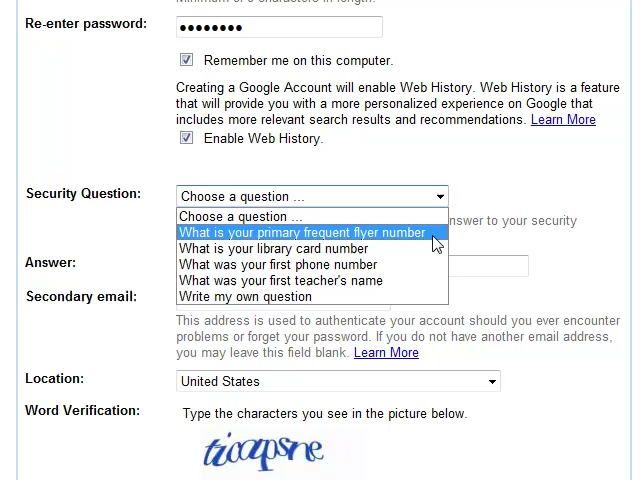 Re-enter password:
Remember me on this computer.
Creating a Google Account will enable Web History. Web History is a feature
that will provide you with a more personalized experience on Google that
includes more relevant search results and recommendations. Learn More
Enable Web History.
Security Question:
Choose a question ...
Choose a question ...
What is your primary frequent flyer number
nswer to your security
What is your library card number
Answer:
What was your first phone number
What was your first teacher's name
Secondary email:
Write my own question
This address is used to authenticate your account should you ever encounter
problems or forget your password. If you do not have another email address,
you may leave this field blank. Learn More
Location:
United States
Word Verification:
Type the characters you see in the picture below.